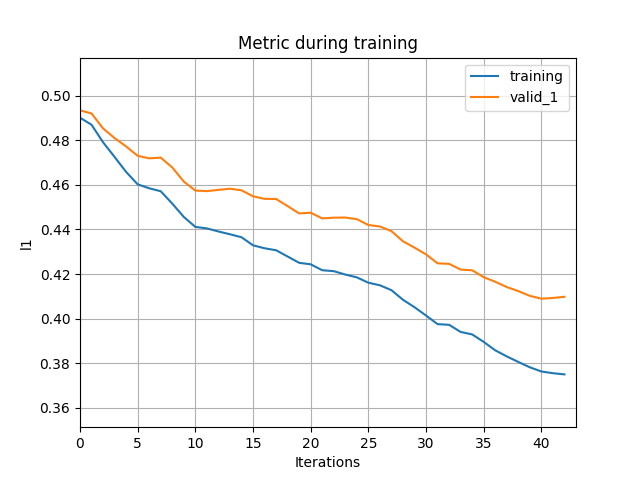 Metric during training
training
valid_1
0.50
0.48
0.46
0.44
0.42
0.40
0.38
0.36
l1
0 5 10 15 20 25 30 35 40
Iterations